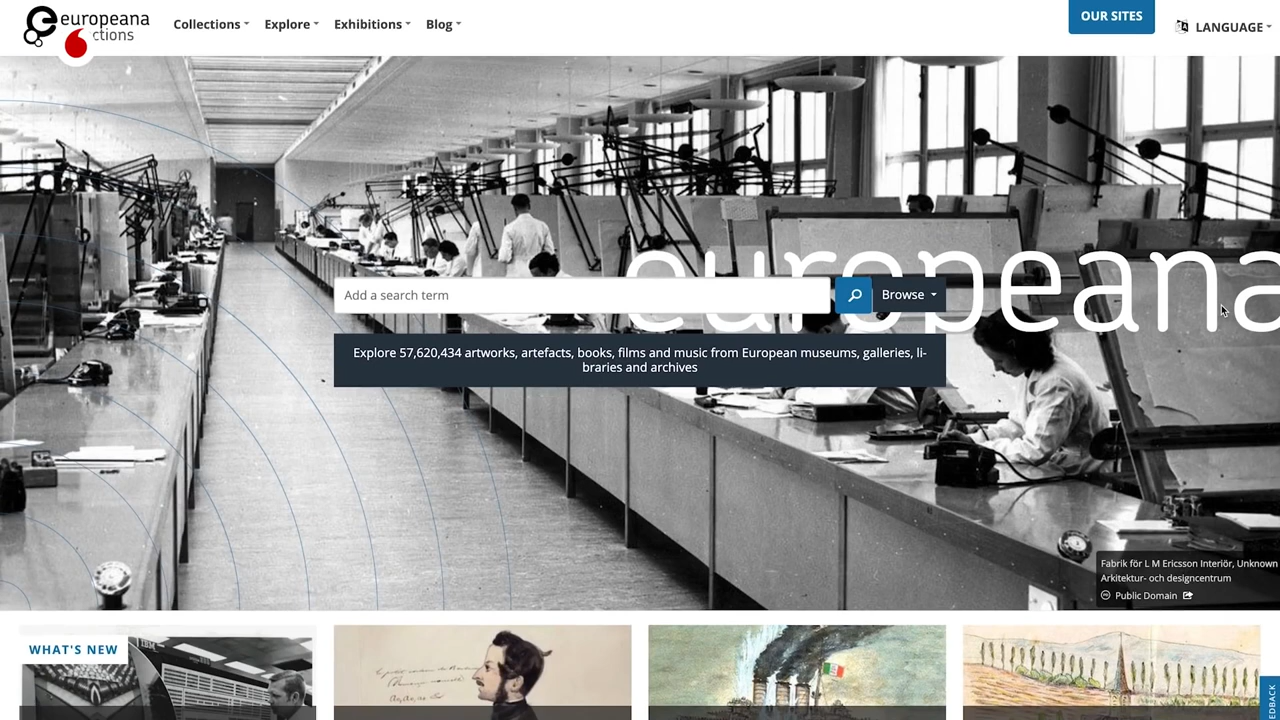 europeana
ctions
Collections
Explore
Exhibitions
Blog
OUR SITES
LANGUAGE
europeana
Add a search term
Browse
Explore 57,620,434 artworks, artefacts, books, films and music from European museums, galleries, li-
braries and archives
Fabrik för L M Ericsson Interiör, Unknown
Arkitektur- och designcentrum
Public Domain
WHAT'S NEW
IBM
EDBACK